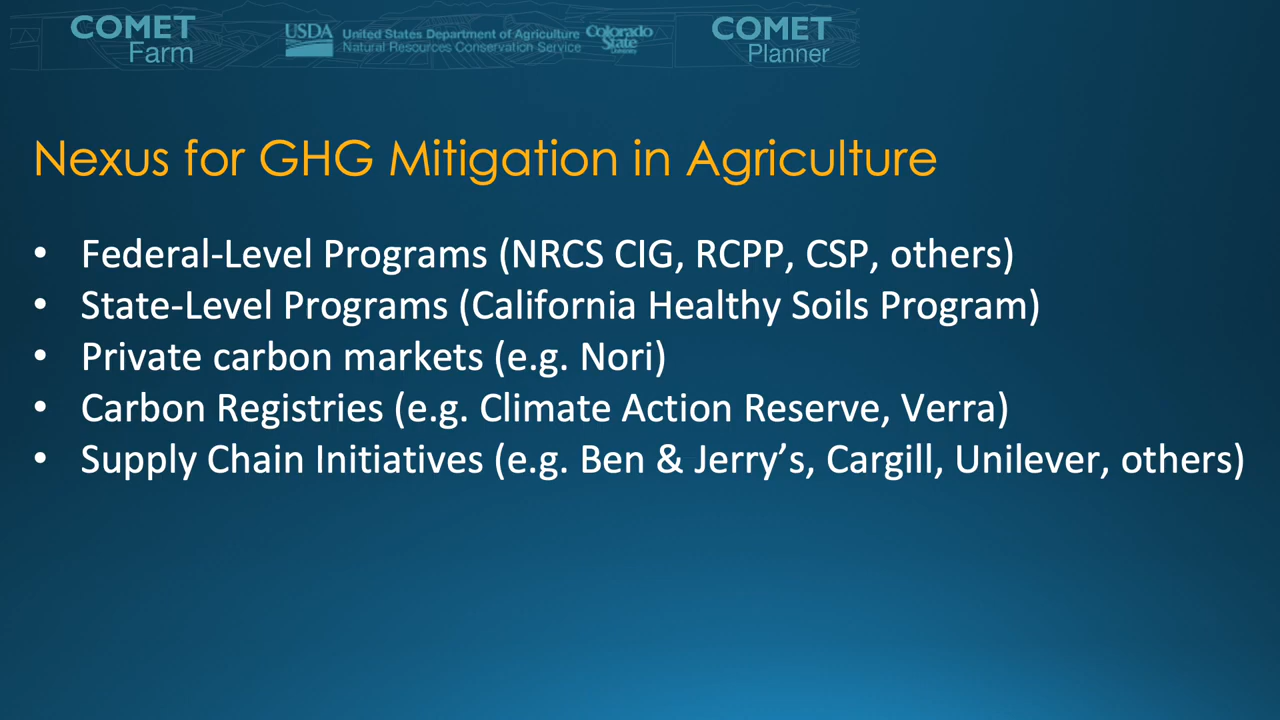 COMET
Farm
USDA
United States Department of Agriculture
Natural Resources Conservation Service
Colorado
State
University
COMET
Planner
Nexus for GHG Mitigation in Agriculture
• Federal-Level Programs (NRCS CIG, RCPP, CSP, others)
• State-Level Programs (California Healthy Soils Program)
• Private carbon markets (e.g. Nori)
• Carbon Registries (e.g. Climate Action Reserve, Verra)
• Supply Chain Initiatives (e.g. Ben & Jerry’s, Cargill, Unilever, others)